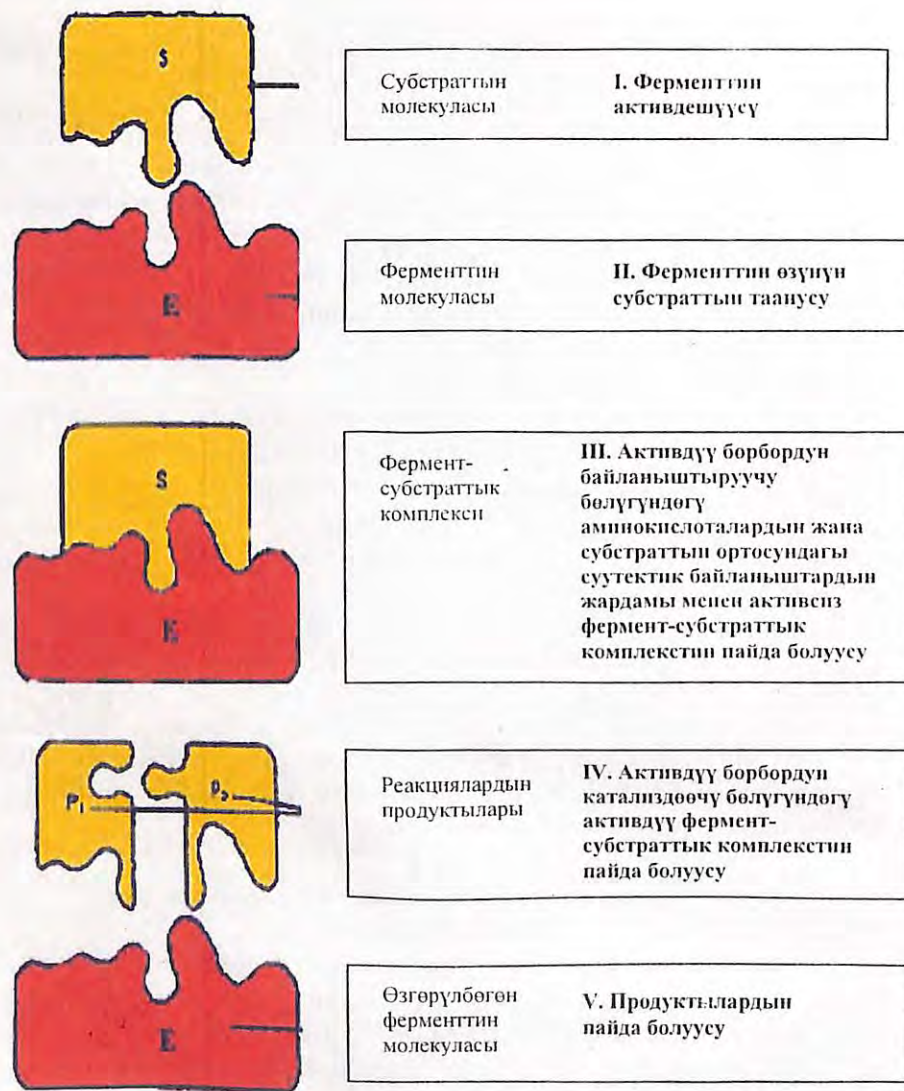 S
Субстраттын
молекуласы
I. Ферменттин
активдешүүсү
E
Ферменттин
молекуласы
II. Ферменттин өзүнүн
субстраттын таанусу
S
E
Фермент-
субстраттык
комплекси
III. Активдүү борбордун
байланыштыруучу
бөлүгүндөгү
аминокислоталардын жана
субстраттын ортосундагы
суутектик байланыштардын
жардамы менен активсиз
фермент-субстраттык
комплекстин пайда болуусу
P₁
P₂
Реакциялардын
продуктылары
IV. Активдүү борбордун
катализдөөчү бөлүгүндөгү
активдүү фермент-
субстраттык комплекстин
пайда болуусу
E
Өзгөрүлбөгөн
ферменттин
молекуласы
V. Продуктылардын
пайда болуусу